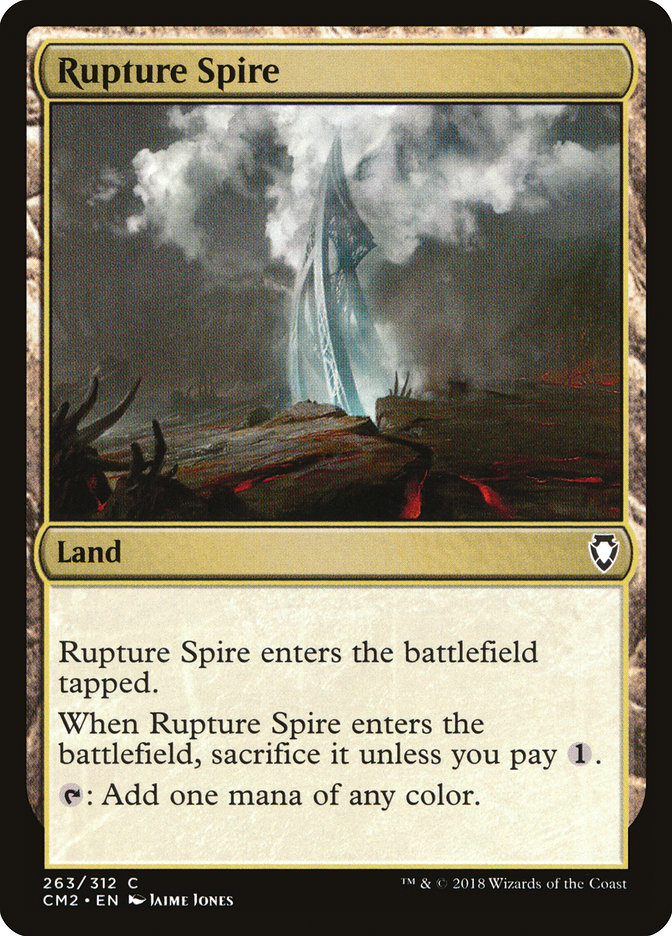 Rupture Spire
Land
Rupture Spire enters the battlefield
tapped.
When Rupture Spire enters the
battlefield, sacrifice it unless you pay 1.
: Add one mana of any color.
263/312 C
CM2 • EN Jaime Jones
™ & © 2018 Wizards of the Coast